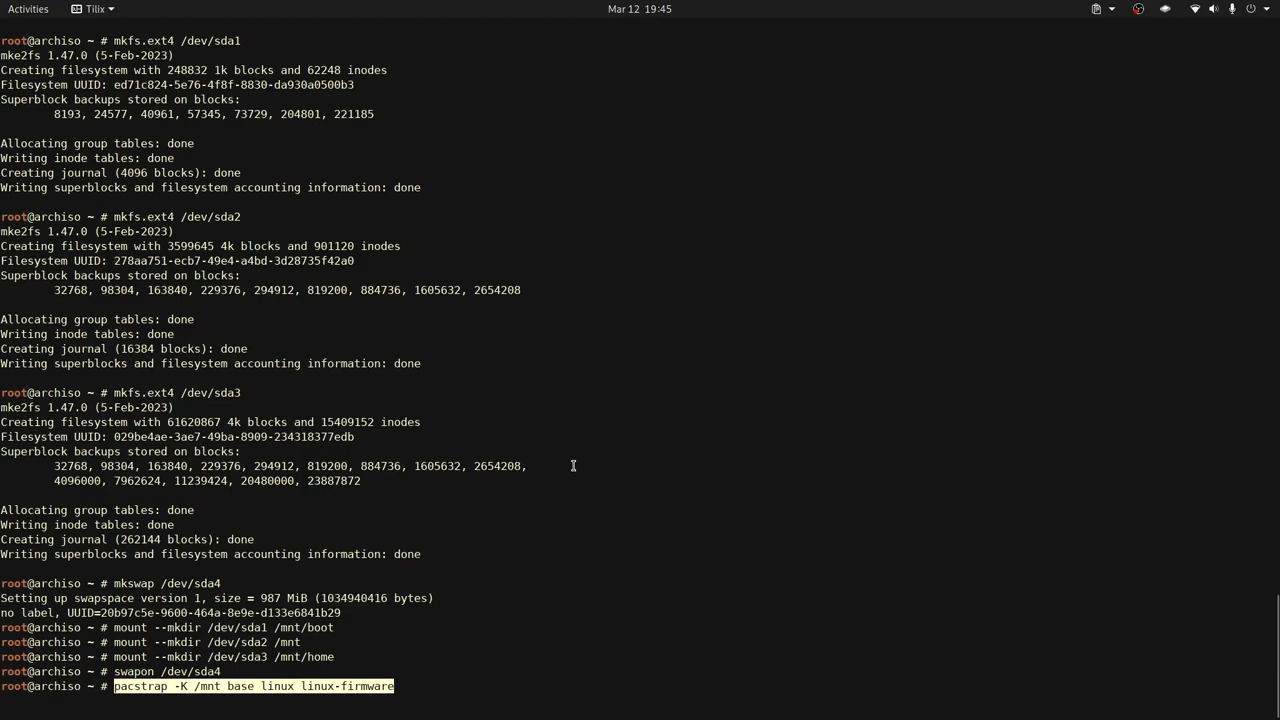 Activities
Tilix
Mar 12 19:45
root@archiso ~ # mkfs.ext4 /dev/sda1
mke2fs 1.47.0 (5-Feb-2023)
Creating filesystem with 248832 1k blocks and 62248 inodes
Filesystem UUID: ed71c824-5e76-4f8f-8830-da930a0500b3
Superblock backups stored on blocks:
        8193, 24577, 40961, 57345, 73729, 204801, 221185

Allocating group tables: done
Writing inode tables: done
Creating journal (4096 blocks): done
Writing superblocks and filesystem accounting information: done

root@archiso ~ # mkfs.ext4 /dev/sda2
mke2fs 1.47.0 (5-Feb-2023)
Creating filesystem with 3599645 4k blocks and 901120 inodes
Filesystem UUID: 278aa751-ecb7-49e4-a4bd-3d28735f42a0
Superblock backups stored on blocks:
        32768, 98304, 163840, 229376, 294912, 819200, 884736, 1605632, 2654208

Allocating group tables: done
Writing inode tables: done
Creating journal (16384 blocks): done
Writing superblocks and filesystem accounting information: done

root@archiso ~ # mkfs.ext4 /dev/sda3
mke2fs 1.47.0 (5-Feb-2023)
Creating filesystem with 61620867 4k blocks and 15409152 inodes
Filesystem UUID: 029be4ae-3ae7-49ba-8909-234318377edb
Superblock backups stored on blocks:
        32768, 98304, 163840, 229376, 294912, 819200, 884736, 1605632, 2654208,
        4096000, 7962624, 11239424, 20480000, 23887872

Allocating group tables: done
Writing inode tables: done
Creating journal (262144 blocks): done
Writing superblocks and filesystem accounting information: done

root@archiso ~ # mkswap /dev/sda4
Setting up swapspace version 1, size = 987 MiB (1034940416 bytes)
no label, UUID=20b97c5e-9600-464a-8e9e-d133e6841b29
root@archiso ~ # mount --mkdir /dev/sda1 /mnt/boot
root@archiso ~ # mount --mkdir /dev/sda2 /mnt
root@archiso ~ # mount --mkdir /dev/sda3 /mnt/home
root@archiso ~ # swapon /dev/sda4
root@archiso ~ # pacstrap -K /mnt base linux linux-firmware